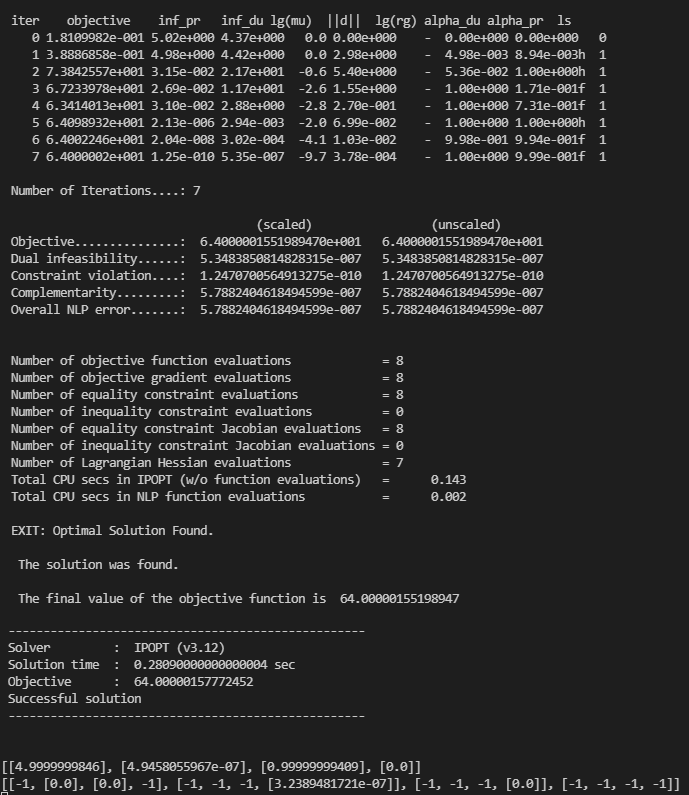 iter    objective    inf_pr   inf_du lg(mu)  ||d||  lg(rg) alpha_du alpha_pr  ls
   0 1.8109982e-001 5.02e+000 4.37e+000   0.0 0.00e+000    -  0.00e+000 0.00e+000   0
   1 3.8886858e-001 4.98e+000 4.42e+000   0.0 2.98e+000    -  4.98e-003 8.94e-003h  1
   2 7.3842557e+001 3.15e-002 2.17e+001  -0.6 5.40e+000    -  5.36e-002 1.00e+000h  1
   3 6.7233978e+001 2.69e-002 1.17e+001  -2.6 1.55e+000    -  1.00e+000 1.71e-001f  1
   4 6.3414013e+001 3.10e-002 2.88e+000  -2.8 2.70e-001    -  1.00e+000 7.31e-001f  1
   5 6.4098932e+001 2.13e-006 2.94e-003  -2.0 6.99e-002    -  1.00e+000 1.00e+000h  1
   6 6.4002246e+001 2.04e-008 3.02e-004  -4.1 1.03e-002    -  9.98e-001 9.94e-001f  1
   7 6.4000002e+001 1.25e-010 5.35e-007  -9.7 3.78e-004    -  1.00e+000 9.99e-001f  1
Number of Iterations....: 7
                                   (scaled)                 (unscaled)
Objective...............:  6.4000001551989470e+001   6.4000001551989470e+001
Dual infeasibility......:  5.3483850814828315e-007   5.3483850814828315e-007
Constraint violation....:  1.2470700564913275e-010   1.2470700564913275e-010
Complementarity.........:  5.7882404618494599e-007   5.7882404618494599e-007
Overall NLP error.......:  5.7882404618494599e-007   5.7882404618494599e-007
Number of objective function evaluations             = 8
Number of objective gradient evaluations             = 8
Number of equality constraint evaluations            = 8
Number of inequality constraint evaluations          = 0
Number of equality constraint Jacobian evaluations   = 8
Number of inequality constraint Jacobian evaluations = 0
Number of Lagrangian Hessian evaluations             = 7
Total CPU secs in IPOPT (w/o function evaluations)   =      0.143
Total CPU secs in NLP function evaluations           =      0.002
EXIT: Optimal Solution Found.
The solution was found.
The final value of the objective function is  64.00000155198947
---------------------------------------------------
Solver         :  IPOPT (v3.12)
Solution time  :  0.28090000000000004 sec
Objective      :  64.00000157772452
Successful solution
---------------------------------------------------
[[4.9999999846], [4.9458055967e-07], [0.99999999409], [0.0]]
[[-1, [0.0], [0.0], -1], [-1, -1, -1, [3.2389481721e-07]], [-1, -1, -1, [0.0]], [-1, -1, -1, -1]]